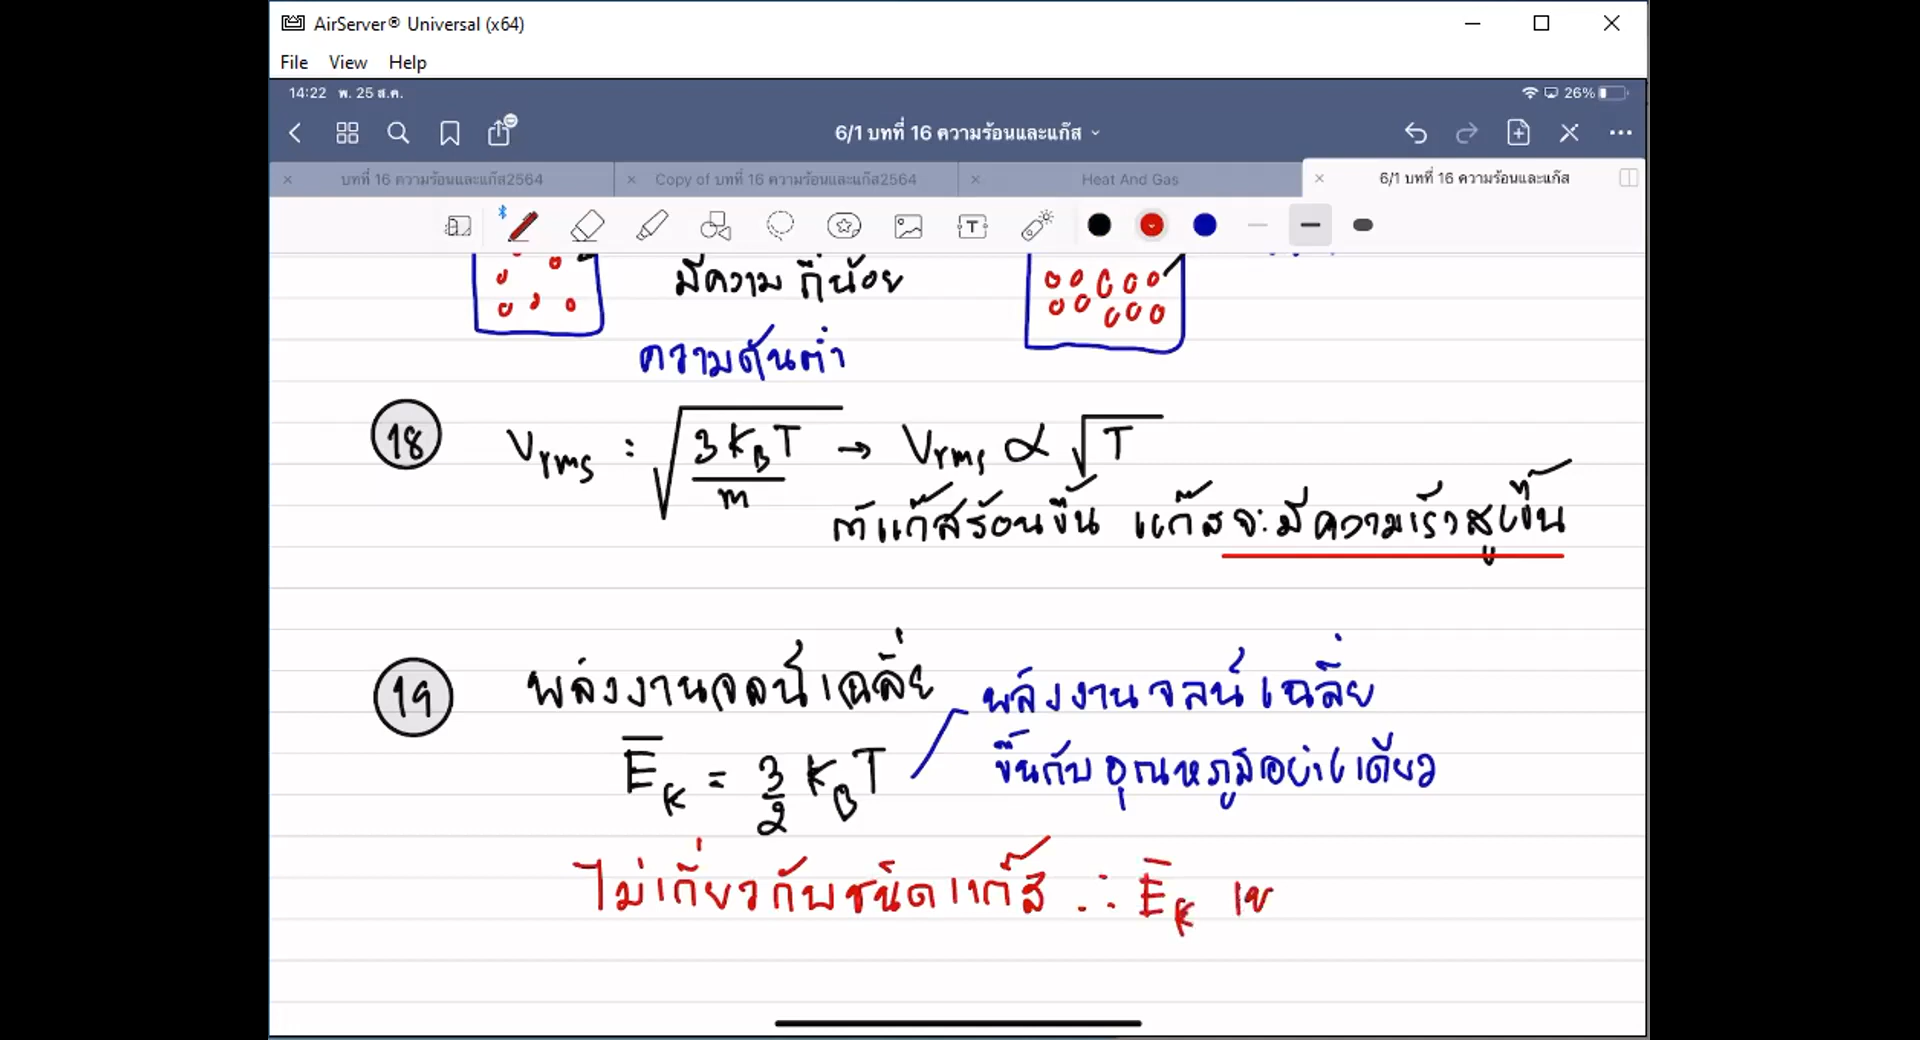 AirServer® Universal (x64)
File View Help
14:22 พ. 25 ส.ค. 26%
6/1 บทที่ 16 ความร้อนและแก๊ส
บทที่ 16 ความร้อนและแก๊ส2564 Copy of บทที่ 16 ความร้อนและแก๊ส2564 Heat And Gas 6/1 บทที่ 16 ความร้อนและแก๊ส
มีความถี่น้อย
ความดันต่ำ
18 Vrms = √(3KBT/m) → Vrms ∝ √T
ถ้าแก๊สร้อนขึ้น แก๊สจะมีความเร็วสูงขึ้น
19 พลังงานจลน์เฉลี่ย
ĒK = 3/2 KBT
พลังงานจลน์เฉลี่ย
ขึ้นกับอุณหภูมิอย่างเดียว
ไม่เกี่ยวกับชนิดแก๊ส ∴ ĒK